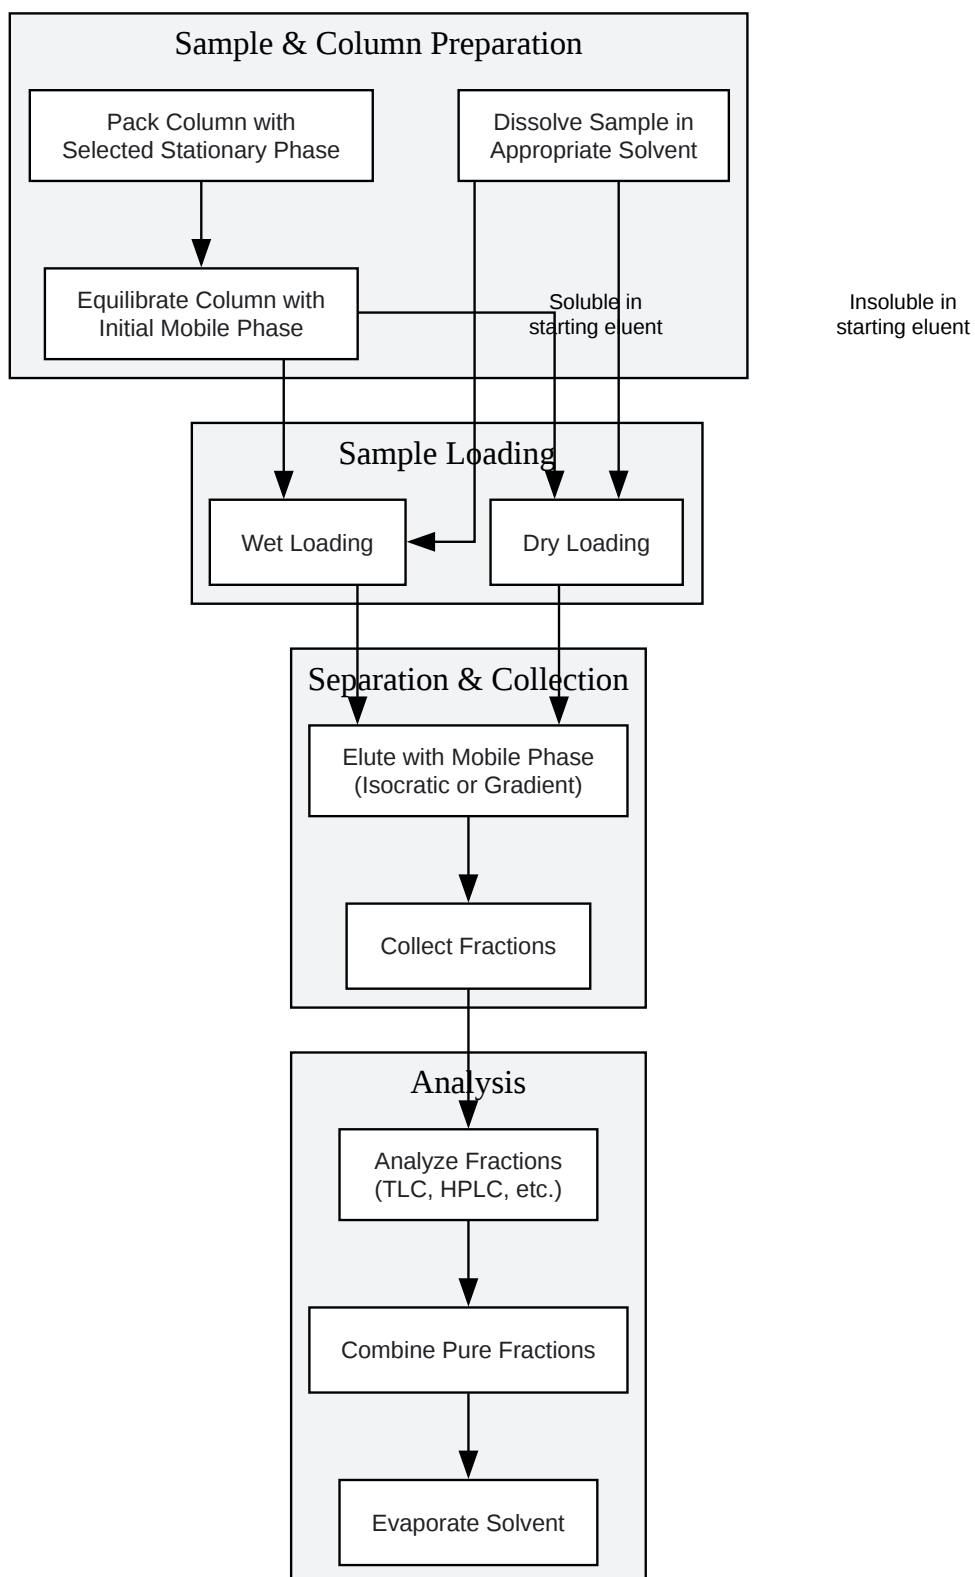 Sample & Column Preparation
Pack Column with
Selected Stationary Phase
Dissolve Sample in
Appropriate Solvent
Equilibrate Column with
Initial Mobile Phase
Soluble in
starting eluent
Insoluble in
starting eluent
Sample Loading
Wet Loading
Dry Loading
Separation & Collection
Elute with Mobile Phase
(Isocratic or Gradient)
Collect Fractions
Analysis
Analyze Fractions
(TLC, HPLC, etc.)
Combine Pure Fractions
Evaporate Solvent